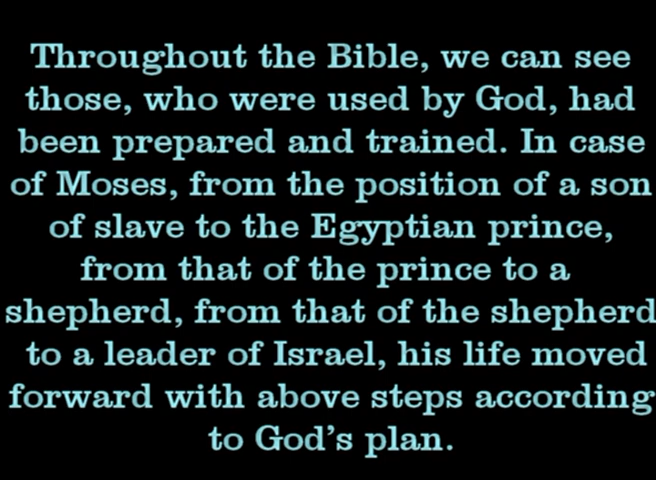 Throughout the Bible, we can see
those, who were used by God, had
been prepared and trained. In case
of Moses, from the position of a son
of slave to the Egyptian prince,
from that of the prince to a
shepherd, from that of the shepherd
to a leader of Israel, his life moved
forward with above steps according
to God’s plan.